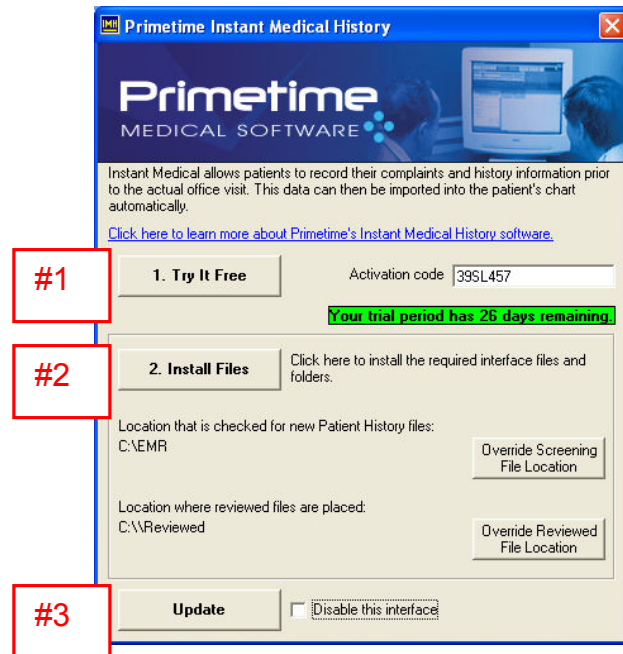 IMH Primetime Instant Medical History
Primetime
MEDICAL SOFTWARE
Instant Medical allows patients to record their complaints and history information prior
to the actual office visit. This data can then be imported into the patient's chart
automatically.
Click here to learn more about Primetime's Instant Medical History software.
#1
1. Try It Free
Activation code 39SL457
Your trial period has 26 days remaining.
#2
2. Install Files
Click here to install the required interface files and
folders.
Location that is checked for new Patient History files:
C:\EMR
Override Screening
File Location
Location where reviewed files are placed:
C:\\Reviewed
Override Reviewed
File Location
#3
Update
Disable this interface